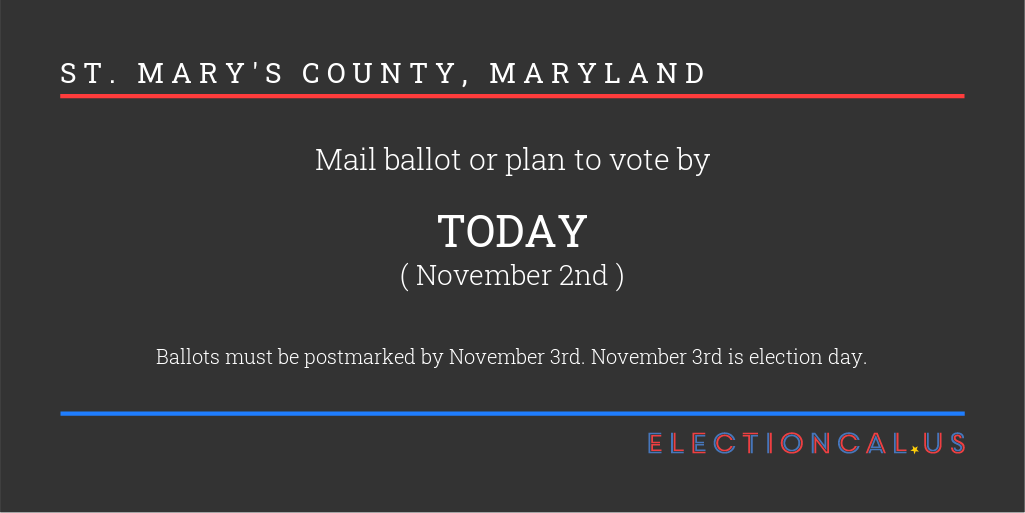 ST. MARY'S COUNTY, MARYLAND
Mail ballot or plan to vote by
TODAY
( November 2nd )
Ballots must be postmarked by November 3rd. November 3rd is election day.
ELECTIONCAL.US